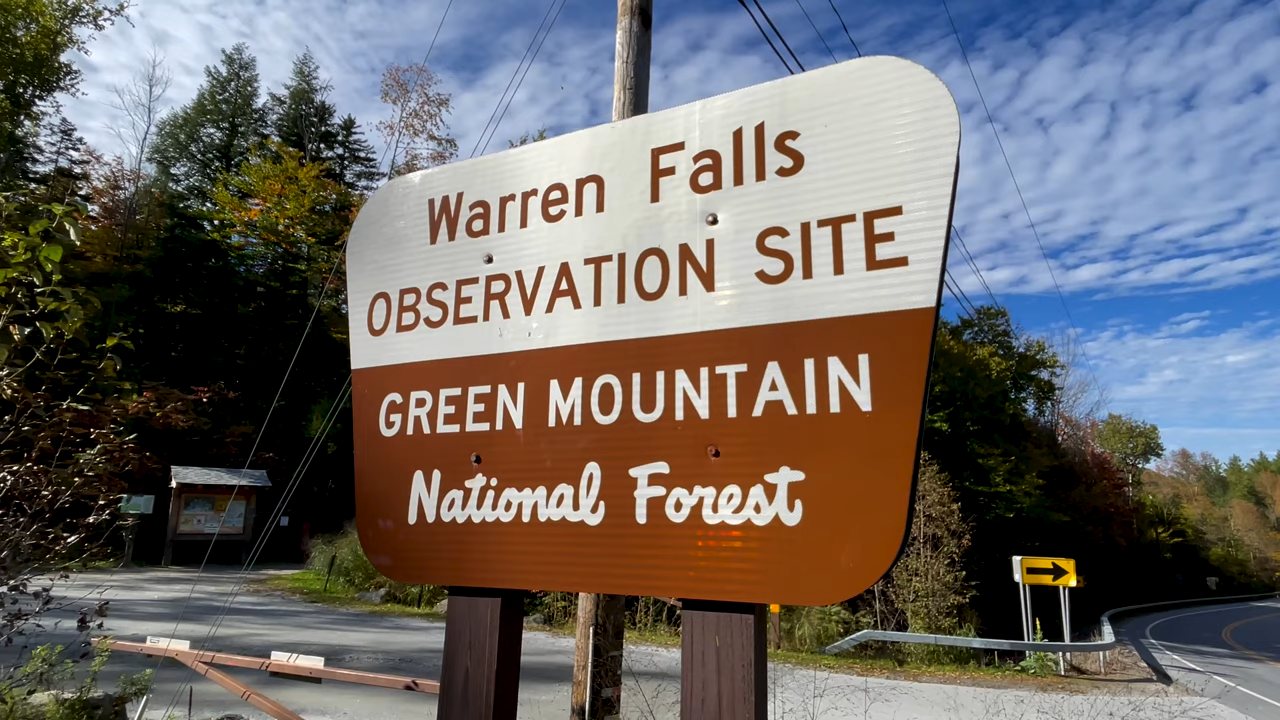 Warren Falls
OBSERVATION SITE
GREEN MOUNTAIN
National Forest